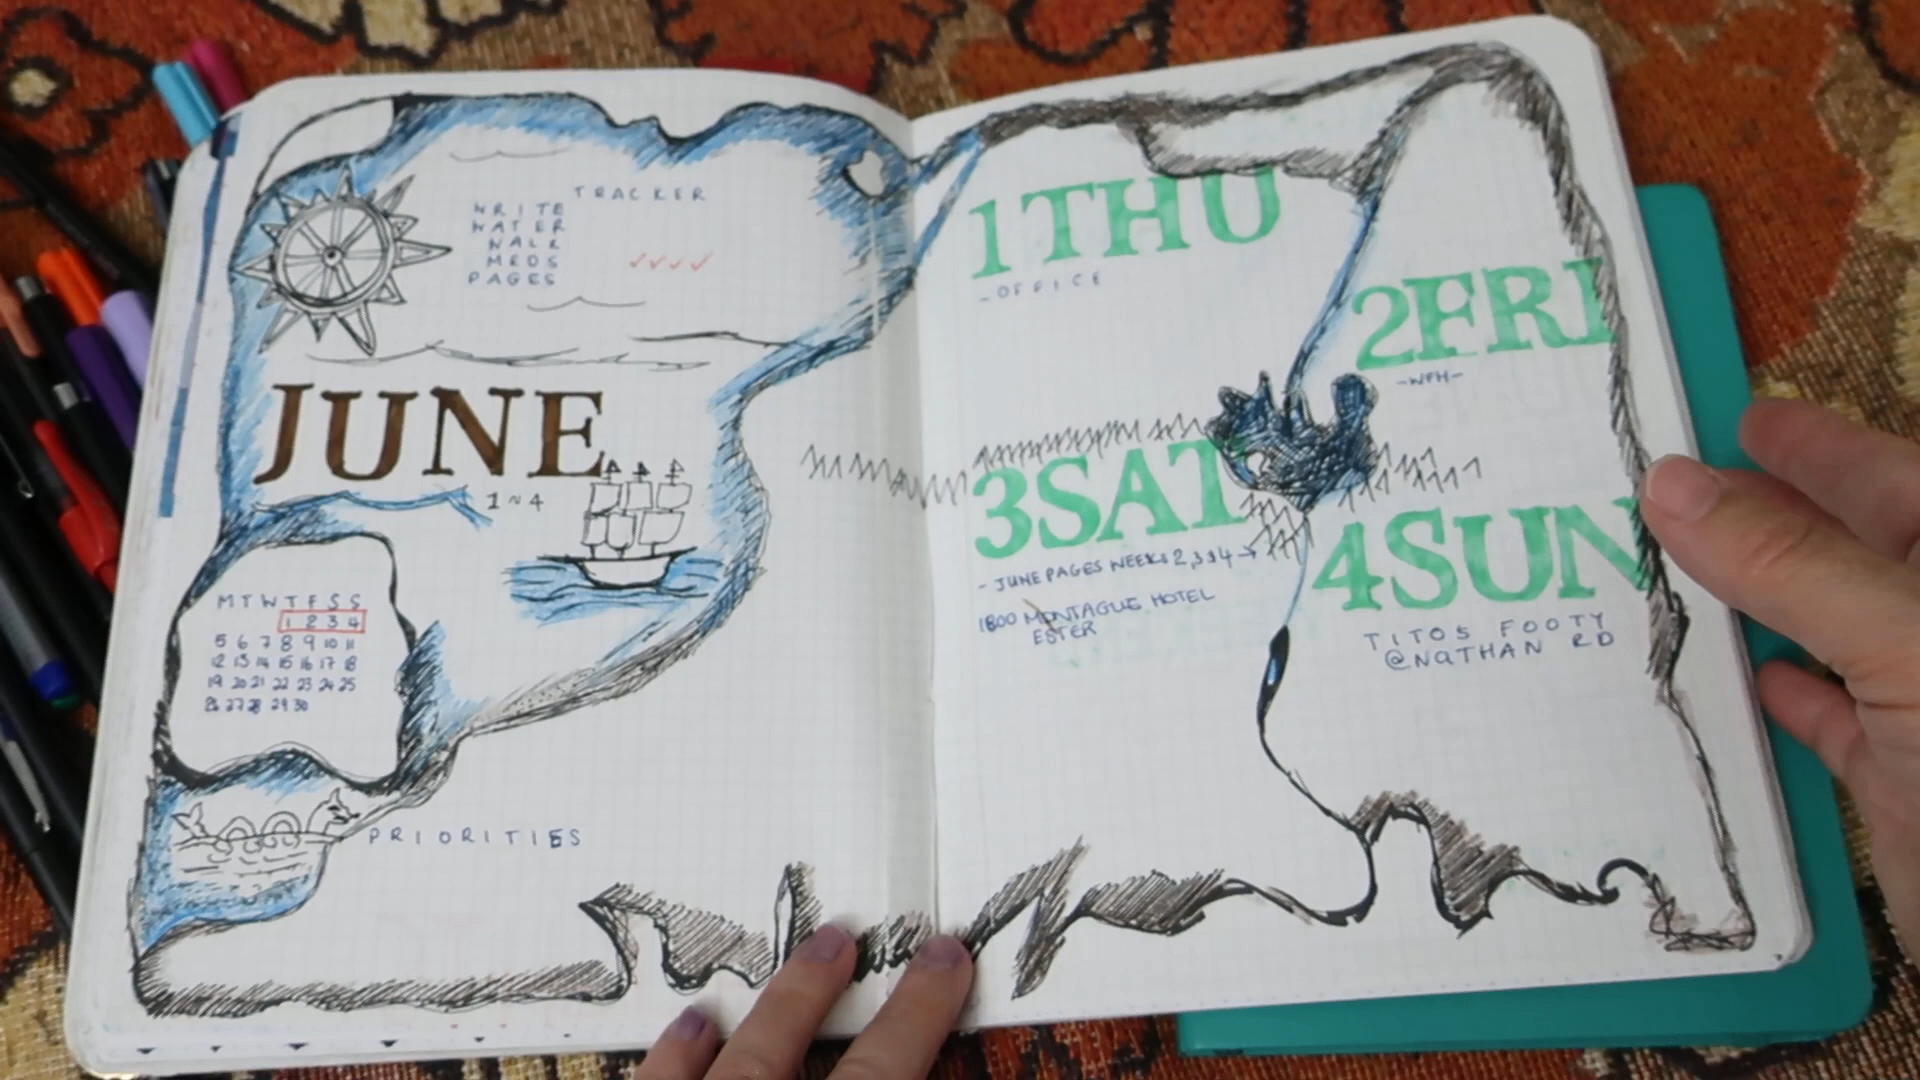 TRACKER
WRITE
WATER
WALK
MEDS ✓✓✓✓
PAGES
JUNE
1~4
M T W T F S S
1 2 3 4
5 6 7 8 9 10 11
12 13 14 15 16 17 18
19 20 21 22 23 24 25
26 27 28 29 30
PRIORITIES
1THU
-OFFICE
2FRI
-WFH-
3SAT
- JUNE PAGES WEEKS 2,3&4→
1800 MONTAGUE HOTEL
ESTER
4SUN
TITOS FOOTY
@NATHAN RD